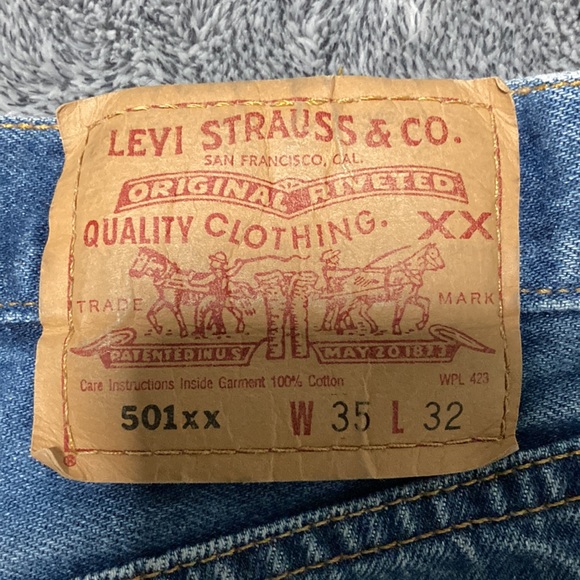 LEVI STRAUSS & CO.
SAN FRANCISCO, CAL.
ORIGINAL RIVETED
QUALITY CLOTHING. XX
TRADE MARK
PATENTED IN U.S. MAY 20 1873
Care Instructions Inside Garment 100% Cotton WPL 423
501xx W 35 L 32
®